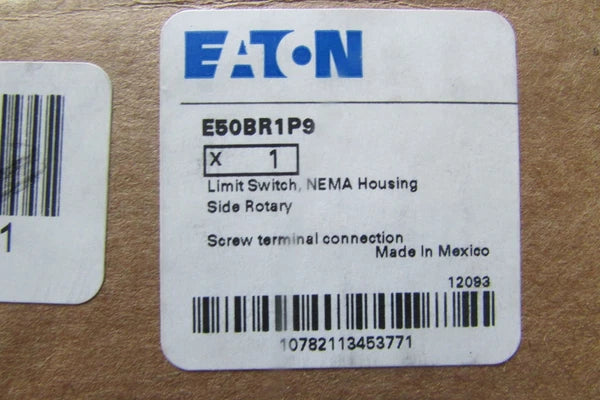 EATON
E50BR1P9
X 1
Limit Switch, NEMA Housing
Side Rotary
Screw terminal connection
Made In Mexico
12093
10782113453771
1